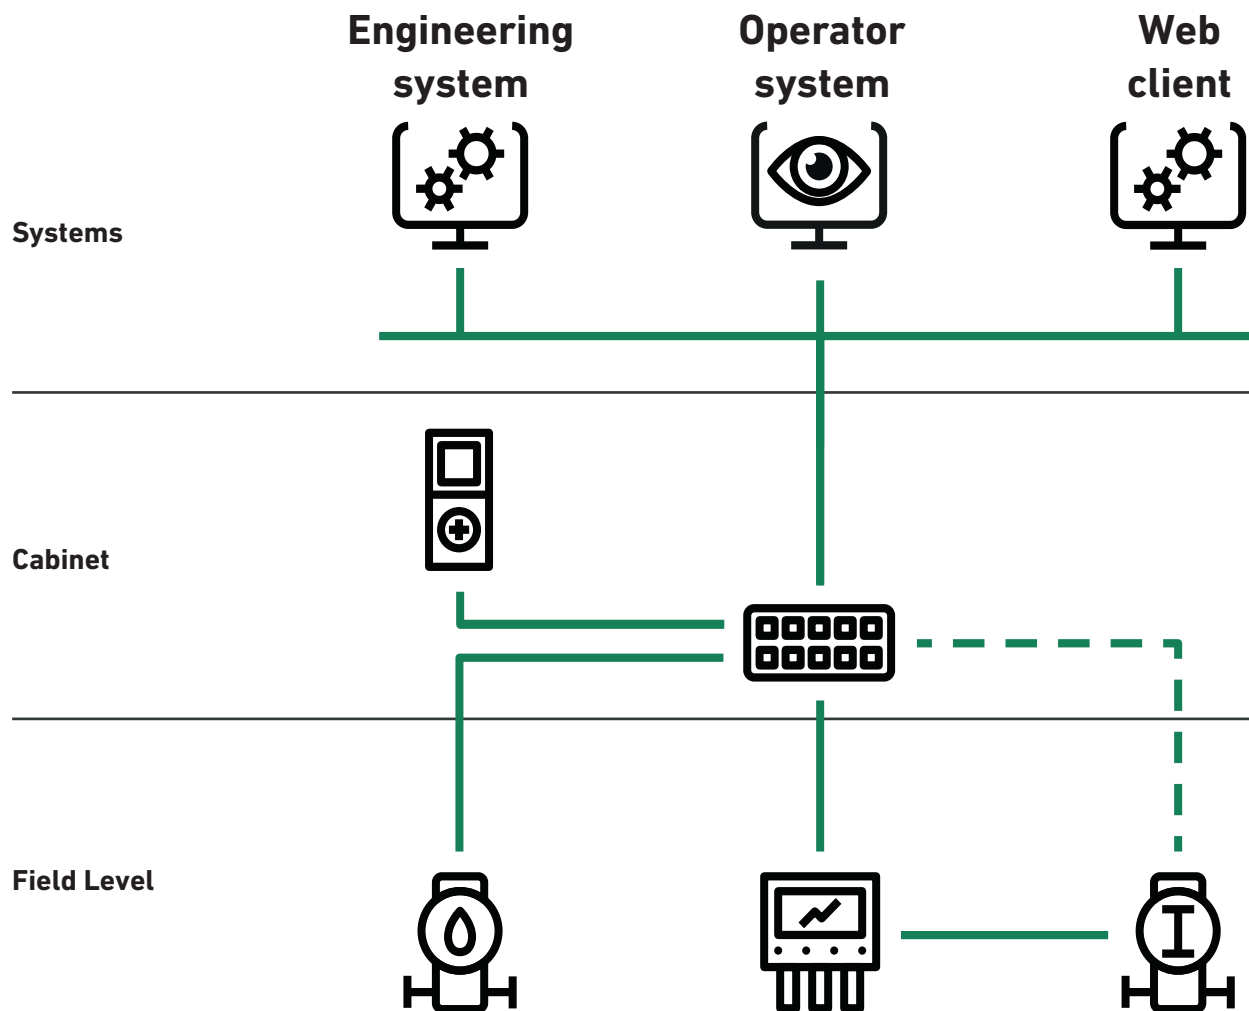 Engineering
system
Operator
system
Web
client
Systems
Cabinet
Field Level